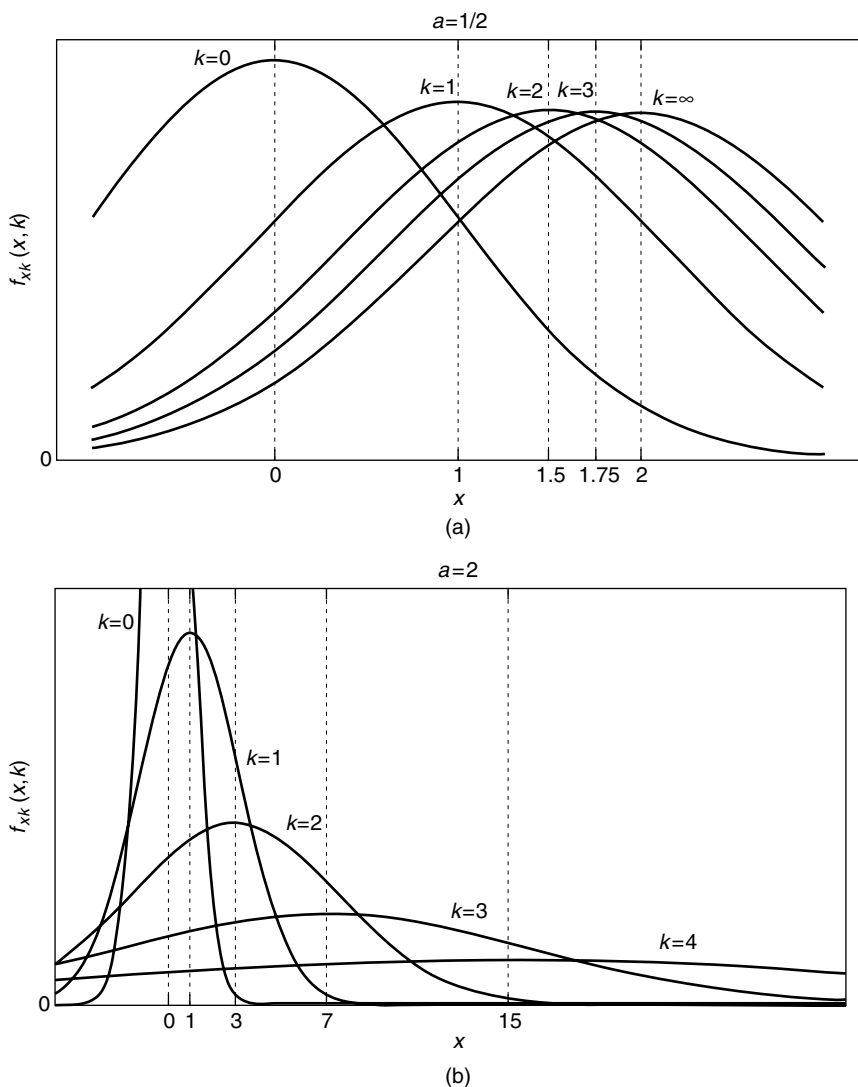 a=1/2
k=0
k=1
k=2
k=3
k=∞
f_xk (x, k)
0
0 1 1.5 1.75 2
x
(a)
a=2
k=0
k=1
k=2
k=3
k=4
f_xk (x, k)
0
0 1 3 7 15
x
(b)